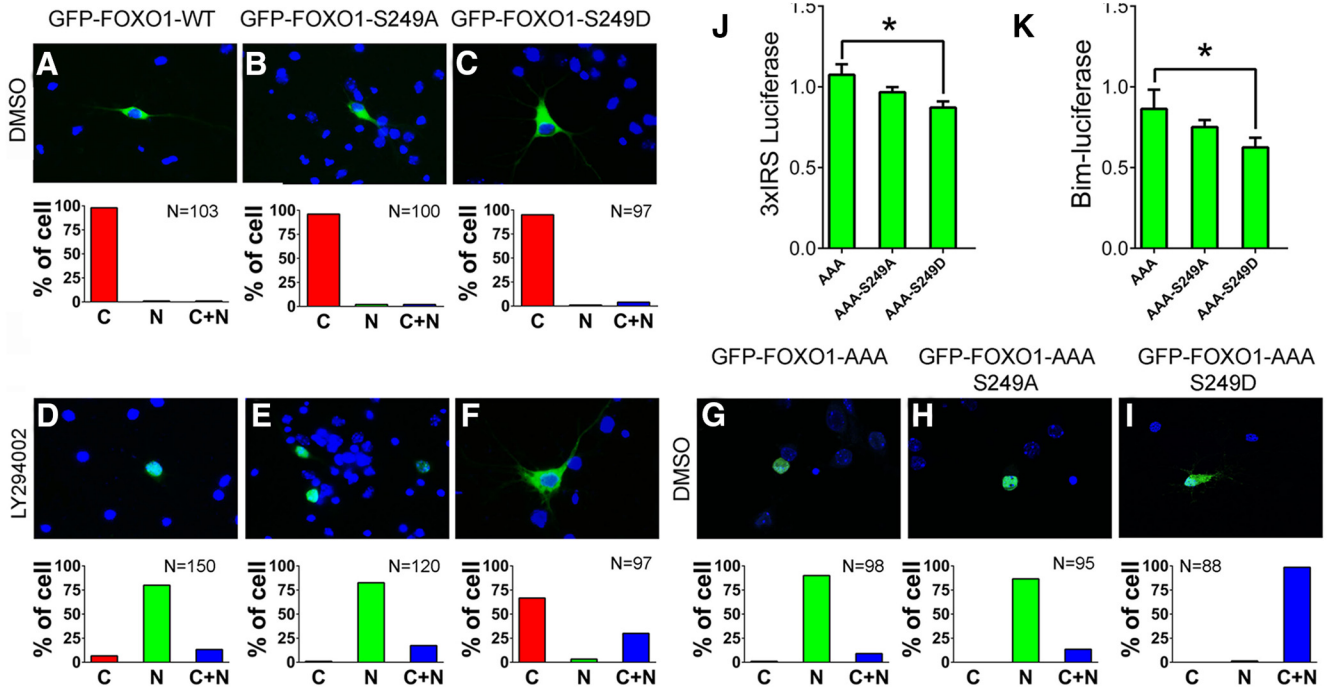 GFP-FOXO1-WT GFP-FOXO1-S249A GFP-FOXO1-S249D
DMSO
A B C
% of cell
100
75
50
25
0
N=103
C N C+N
% of cell
100
75
50
25
0
N=100
C N C+N
% of cell
100
75
50
25
0
N=97
C N C+N
LY294002
D E F
% of cell
100
75
50
25
0
N=150
C N C+N
% of cell
100
75
50
25
0
N=120
C N C+N
% of cell
100
75
50
25
0
N=97
C N C+N
J
3xIRS Luciferase
1.5
1.0
0.5
0.0
*
AAA
AAA-S249A
AAA-S249D
K
Bim-luciferase
1.5
1.0
0.5
0.0
*
AAA
AAA-S249A
AAA-S249D
GFP-FOXO1-AAA
GFP-FOXO1-AAA
S249A
GFP-FOXO1-AAA
S249D
DMSO
G H I
% of cell
100
75
50
25
0
N=98
C N C+N
% of cell
100
75
50
25
0
N=95
C N C+N
% of cell
100
75
50
25
0
N=88
C N C+N